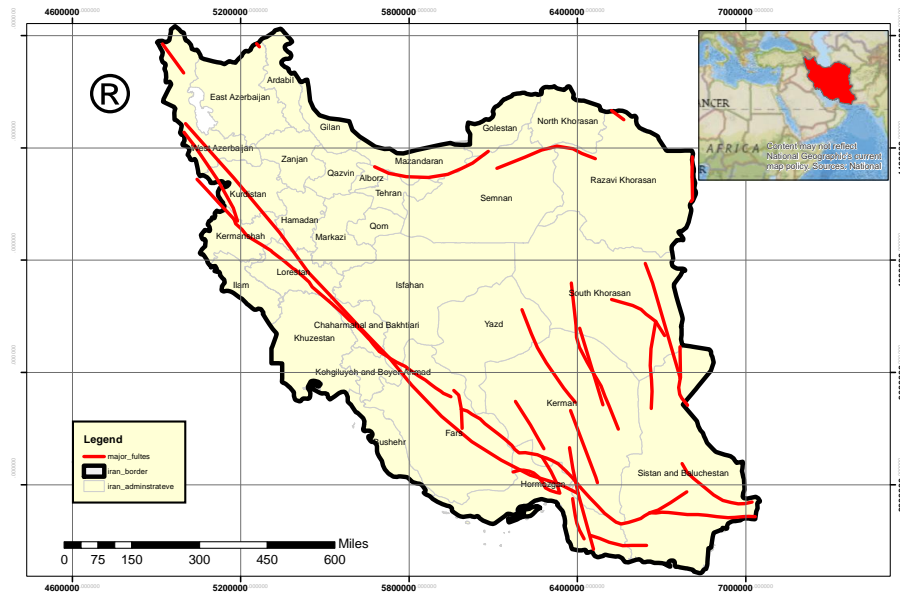 4600000 5200000 5800000 6400000 7000000
®
Ardabil
East Azerbaijan
Gilan
Golestan
North Khorasan
West Azerbaijan
Zanjan
Mazandaran
Qazvin
Alborz
Tehran
Razavi Khorasan
Kurdistan
Semnan
Hamadan
Qom
Kermanshah
Markazi
Lorestan
Ilam
Isfahan
South Khorasan
Chaharmahal and Bakhtiari
Yazd
Khuzestan
Kohgiluyeh and Boyer-Ahmad
Kerman
Fars
Bushehr
Sistan and Baluchestan
Hormozgan
ANCER
AFRICA
R
Content may not reflect
National Geographic's current
map policy. Sources: National
Legend
major_fultes
iran_border
iran_adminstrateve
Miles
0 75 150 300 450 600
4600000 5200000 5800000 6400000 7000000